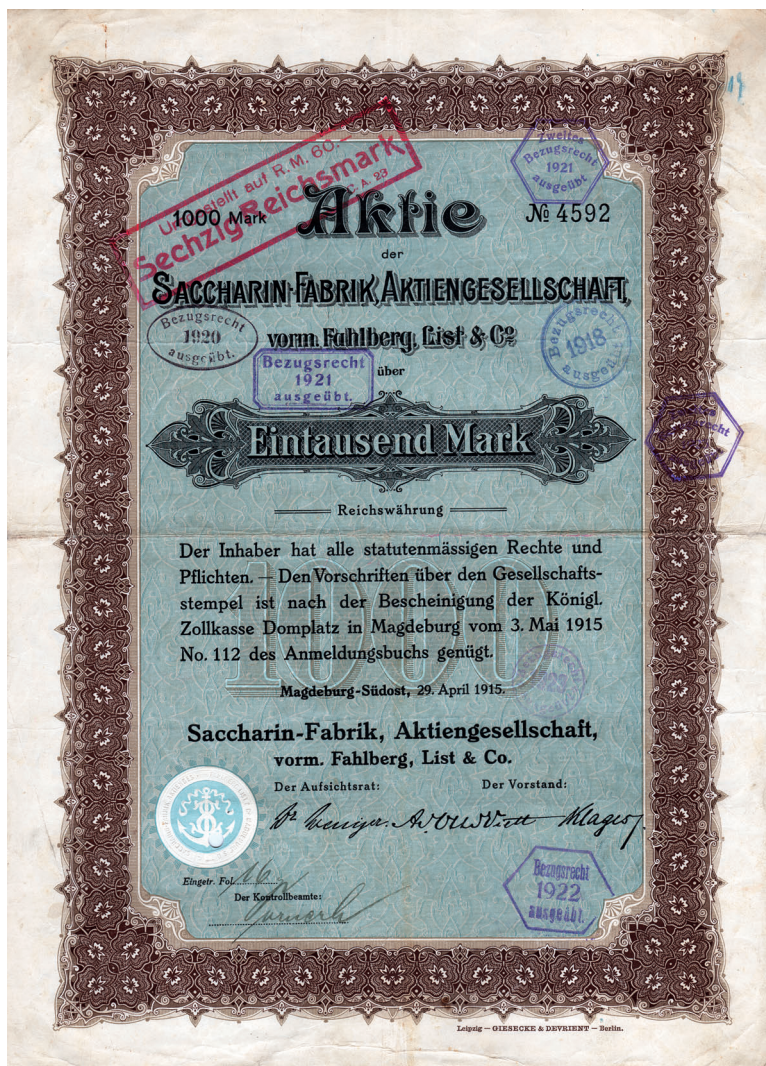 Umgestellt auf R.M. 60.-
Sechzig Reichsmark
C. A. 23
Zweites
Bezugsrecht
1921
ausgeübt
1000 Mark
Aktie
№ 4592
der
SACCHARIN-FABRIK, AKTIENGESELLSCHAFT,
vorm. Fahlberg, List & Co
Bezugsrecht
1920
ausgeübt.
Bezugsrecht
1918
ausgeübt.
Bezugsrecht
1921
ausgeübt.
über
Eintausend Mark
Reichswährung
1000
Der Inhaber hat alle statutenmässigen Rechte und
Pflichten. — Den Vorschriften über den Gesellschafts-
stempel ist nach der Bescheinigung der Königl.
Zollkasse Domplatz in Magdeburg vom 3. Mai 1915
No. 112 des Anmeldungsbuchs genügt.
Magdeburg-Südost, 29. April 1915.
Saccharin-Fabrik, Aktiengesellschaft,
vorm. Fahlberg, List & Co.
Der Aufsichtsrat:
Der Vorstand:
Klages
Eingetr. Fol.
Der Kontrollbeamte:
Bezugsrecht
1922
ausgeübt.
Leipzig — GIESECKE & DEVRIENT — Berlin.